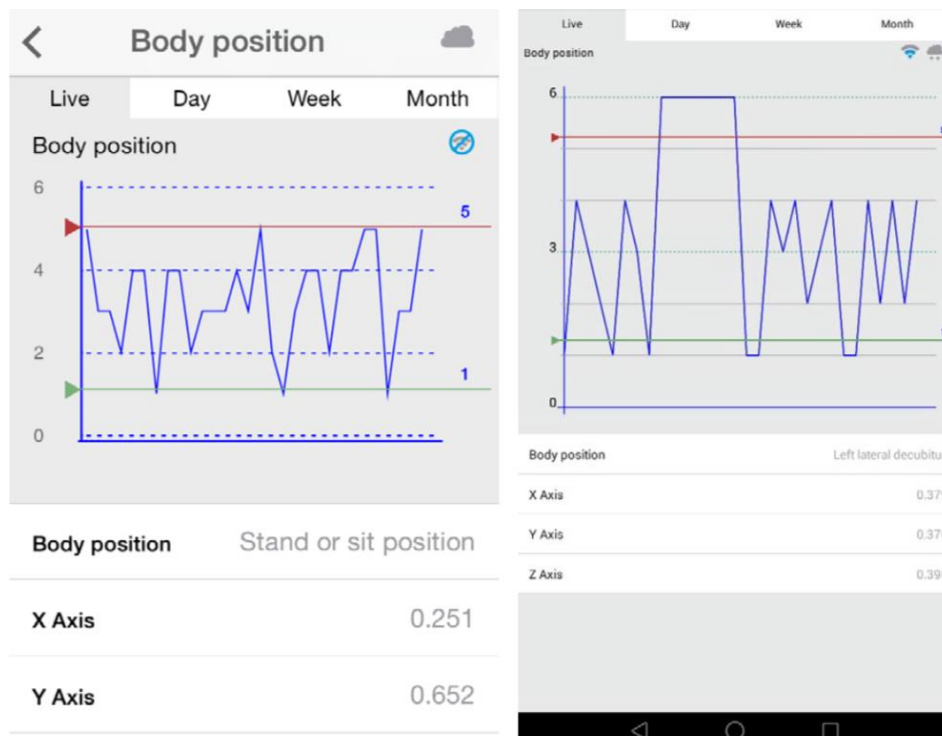 Body position
Live Day Week Month
Body position
6
5
4
2
1
0
Body position Stand or sit position
X Axis 0.251
Y Axis 0.652
Live Day Week Month
Body position
6
3
0
Body position Left lateral
X Axis
Y Axis
Z Axis